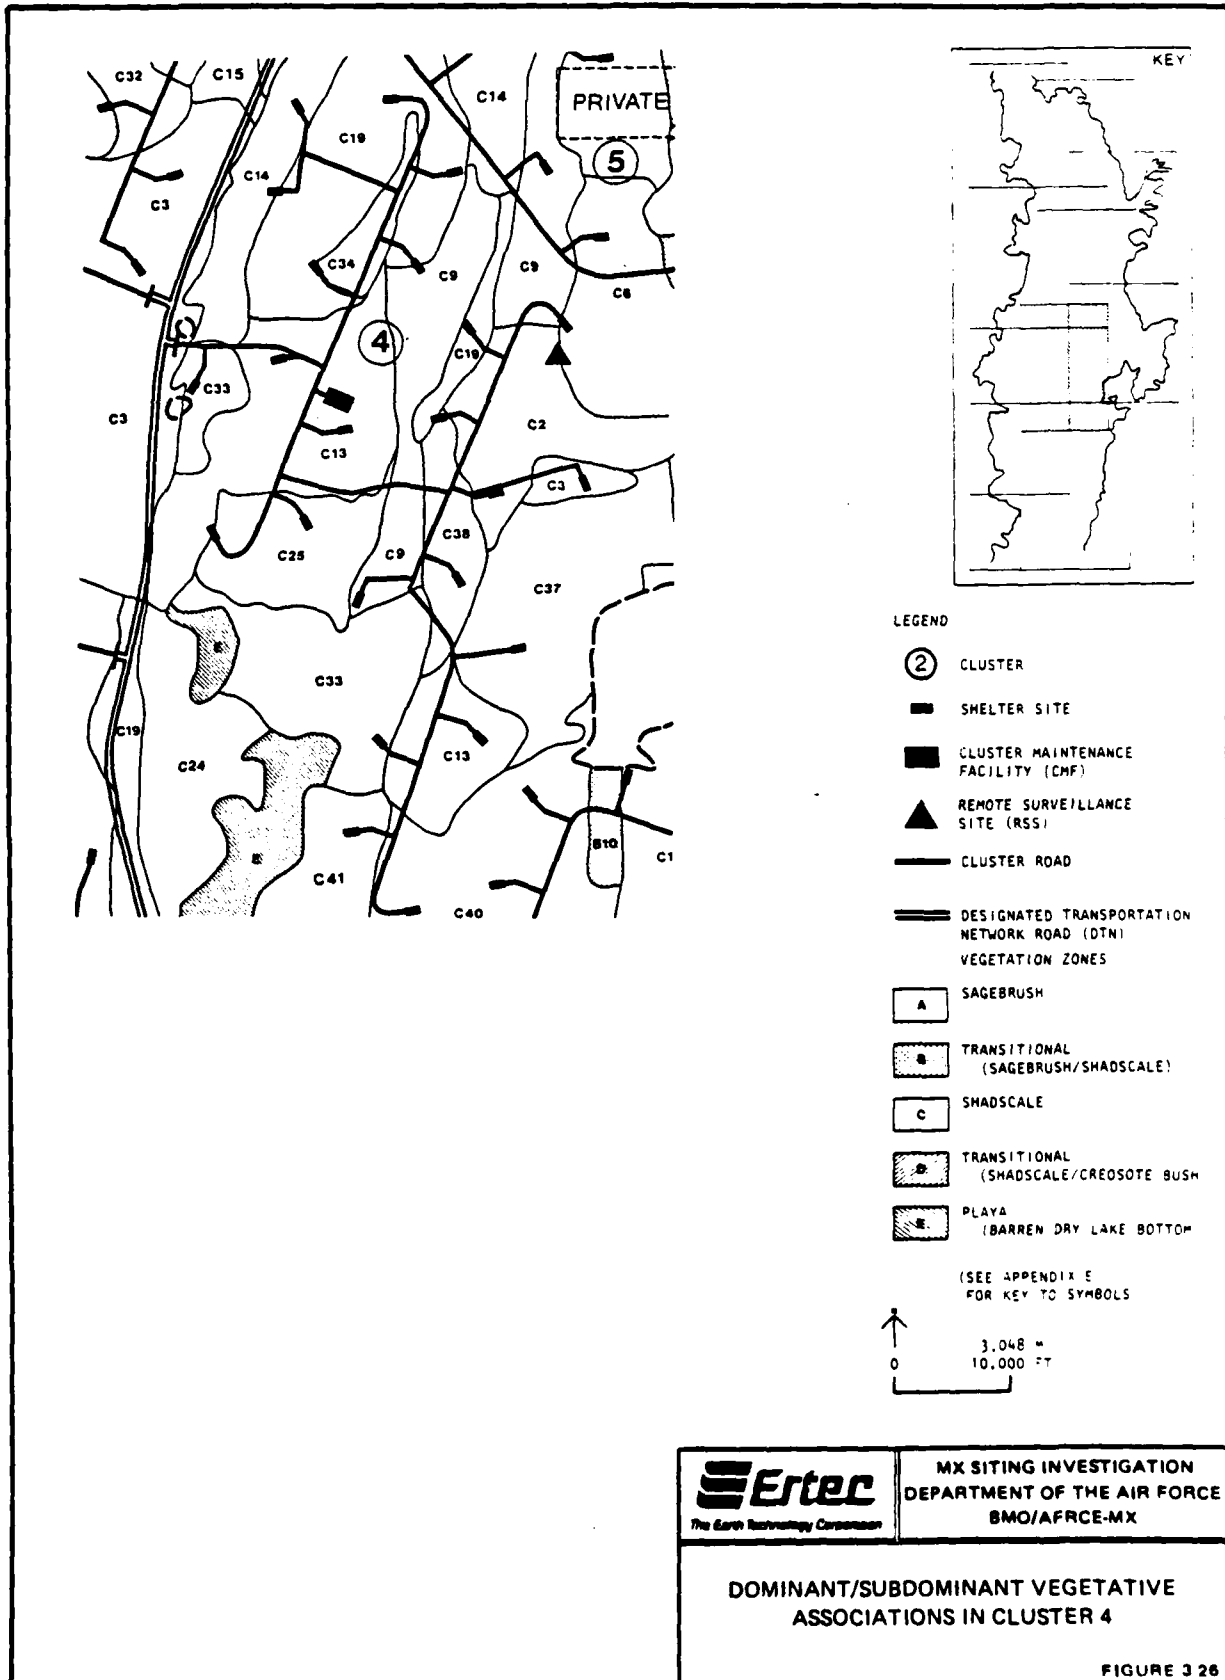 C32
C15
C14
PRIVATE
KEY
C19
5
C14
C3
C34
C9
C9
C6
4
C19
C33
C3
C2
C13
C3
C38
C25
C9
C37
E
C33
C19
C13
C24
B10
E
C1
C41
C40
LEGEND
2 CLUSTER
SHELTER SITE
CLUSTER MAINTENANCE
FACILITY (CMF)
REMOTE SURVEILLANCE
SITE (RSS)
CLUSTER ROAD
DESIGNATED TRANSPORTATION
NETWORK ROAD (DTN)
VEGETATION ZONES
A SAGEBRUSH
B TRANSITIONAL
(SAGEBRUSH/SHADSCALE)
C SHADSCALE
D TRANSITIONAL
(SHADSCALE/CREOSOTE BUSH
E PLAYA
(BARREN DRY LAKE BOTTOM
(SEE APPENDIX E
FOR KEY TO SYMBOLS
3,048 M
0 10,000 FT
Ertec
The Earth Technology Corporation
MX SITING INVESTIGATION
DEPARTMENT OF THE AIR FORCE
BMO/AFRCE-MX
DOMINANT/SUBDOMINANT VEGETATIVE
ASSOCIATIONS IN CLUSTER 4
FIGURE 3 26